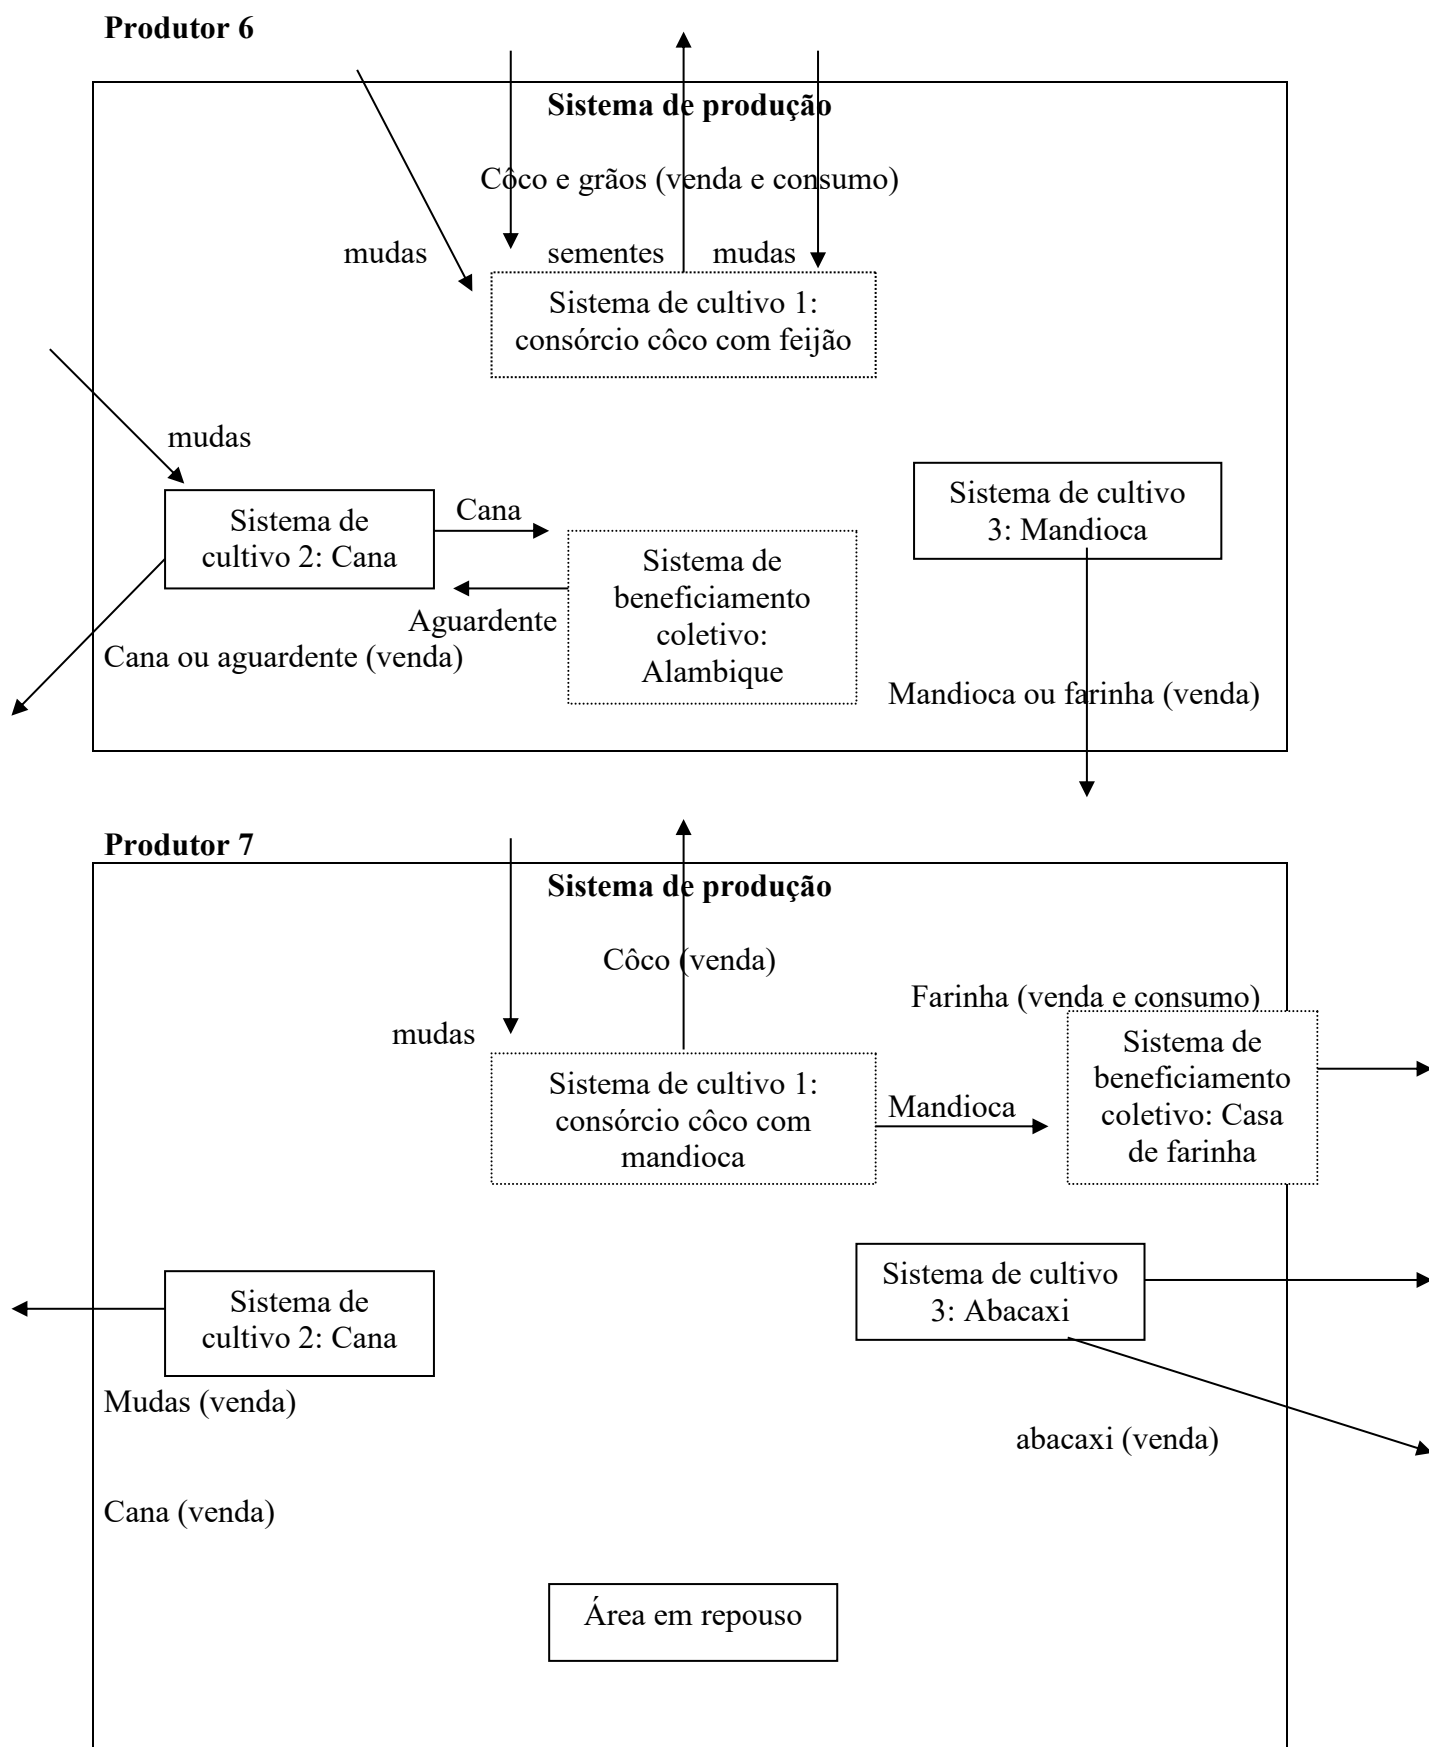 Produtor 6
Sistema de produção
Côco e grãos (venda e consumo)
mudas
sementes
mudas
Sistema de cultivo 1:
consórcio côco com feijão
mudas
Sistema de
cultivo 2: Cana
Cana
Aguardente
Sistema de
beneficiamento
coletivo:
Alambique
Sistema de cultivo
3: Mandioca
Cana ou aguardente (venda)
Mandioca ou farinha (venda)
Produtor 7
Sistema de produção
Côco (venda)
Farinha (venda e consumo)
mudas
Sistema de cultivo 1:
consórcio côco com
mandioca
Mandioca
Sistema de
beneficiamento
coletivo: Casa
de farinha
Sistema de
cultivo 2: Cana
Sistema de cultivo
3: Abacaxi
Mudas (venda)
abacaxi (venda)
Cana (venda)
Área em repouso